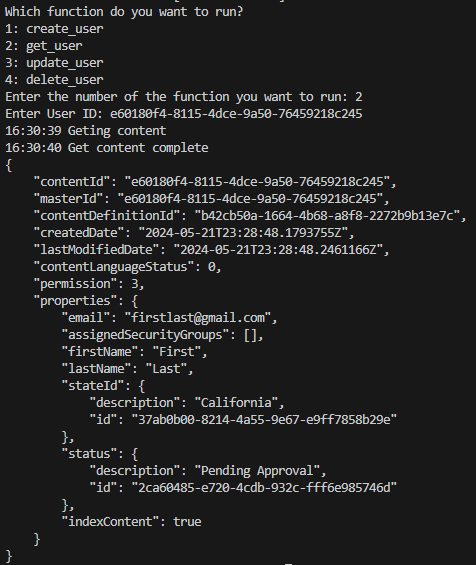 Which function do you want to run?
1: create_user
2: get_user
3: update_user
4: delete_user
Enter the number of the function you want to run: 2
Enter User ID: e60180f4-8115-4dce-9a50-76459218c245
16:30:39 Geting content
16:30:40 Get content complete
{
    "contentId": "e60180f4-8115-4dce-9a50-76459218c245",
    "masterId": "e60180f4-8115-4dce-9a50-76459218c245",
    "contentDefinitionId": "b42cb50a-1664-4b68-a8f8-2272b9b13e7c",
    "createdDate": "2024-05-21T23:28:48.1793755Z",
    "lastModifiedDate": "2024-05-21T23:28:48.2461166Z",
    "contentLanguageStatus": 0,
    "permission": 3,
    "properties": {
        "email": "firstlast@gmail.com",
        "assignedSecurityGroups": [],
        "firstName": "First",
        "lastName": "Last",
        "stateId": {
            "description": "California",
            "id": "37ab0b00-8214-4a55-9e67-e9ff7858b29e"
        },
        "status": {
            "description": "Pending Approval",
            "id": "2ca60485-e720-4cdb-932c-fff6e985746d"
        },
        "indexContent": true
    }
}